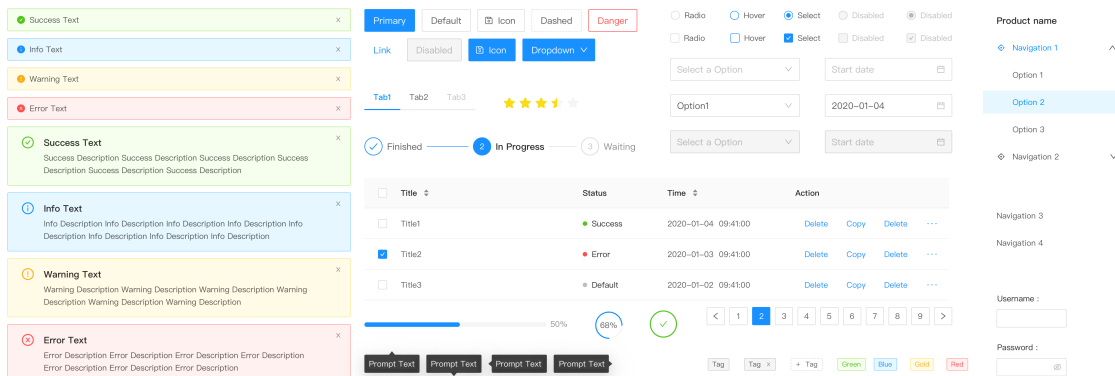 Success Text
Info Text
Warning Text
Error Text
Success Text
Success Description Success Description Success Description Success
Description Success Description Success Description
Info Text
Info Description Info Description Info Description Info Description Info
Description Info Description Info Description Info Description
Warning Text
Warning Description Warning Description Warning Description Warning
Description Warning Description Warning Description
Error Text
Error Description Error Description Error Description Error Description
Error Description Error Description Error Description
Primary Default Icon Dashed Danger
Link Disabled Icon Dropdown
Tab1 Tab2 Tab3
Finished 2 In Progress 3 Waiting
Radio Hover Select Disabled Disabled
Radio Hover Select Disabled Disabled
Select a Option Start date
Option1 2020-01-04
Select a Option Start date
Title Status Time Action
Title1 Success 2020-01-04 09:41:00 Delete Copy Delete ···
Title2 Error 2020-01-03 09:41:00 Delete Copy Delete ···
Title3 Default 2020-01-02 09:41:00 Delete Copy Delete ···
50% 68% < 1 2 3 4 5 6 7 8 9 >
Prompt Text Prompt Text Prompt Text Prompt Text
Tag Tag × + Tag Green Blue Gold Red
Product name
Navigation 1
Option 1
Option 2
Option 3
Navigation 2
Navigation 3
Navigation 4
Username :
Password :